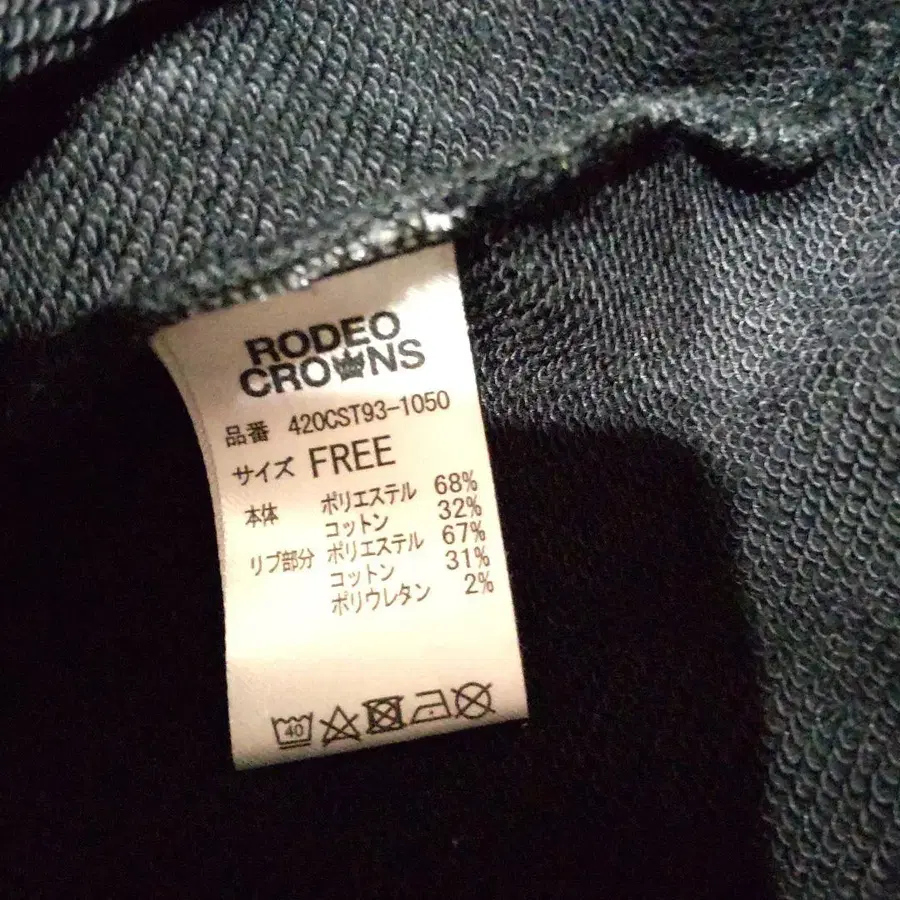 RODEO
CROWNS
品番 420CST93-1050
サイズ FREE
本体 ポリエステル 68%
コットン 32%
リブ部分 ポリエステル 67%
コットン 31%
ポリウレタン 2%
40